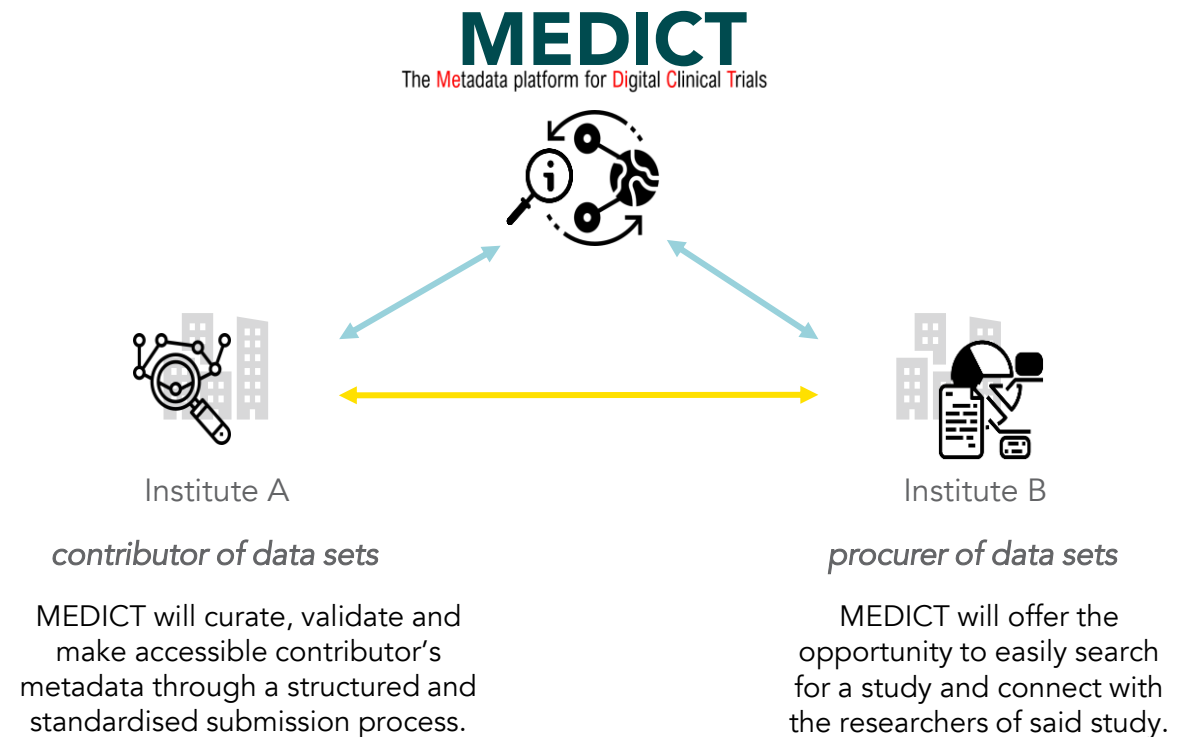 MEDICT
The Metadata platform for Digital Clinical Trials
i
Institute A
contributor of data sets
MEDICT will curate, validate and
make accessible contributor’s
metadata through a structured and
standardised submission process.
Institute B
procurer of data sets
MEDICT will offer the
opportunity to easily search
for a study and connect with
the researchers of said study.